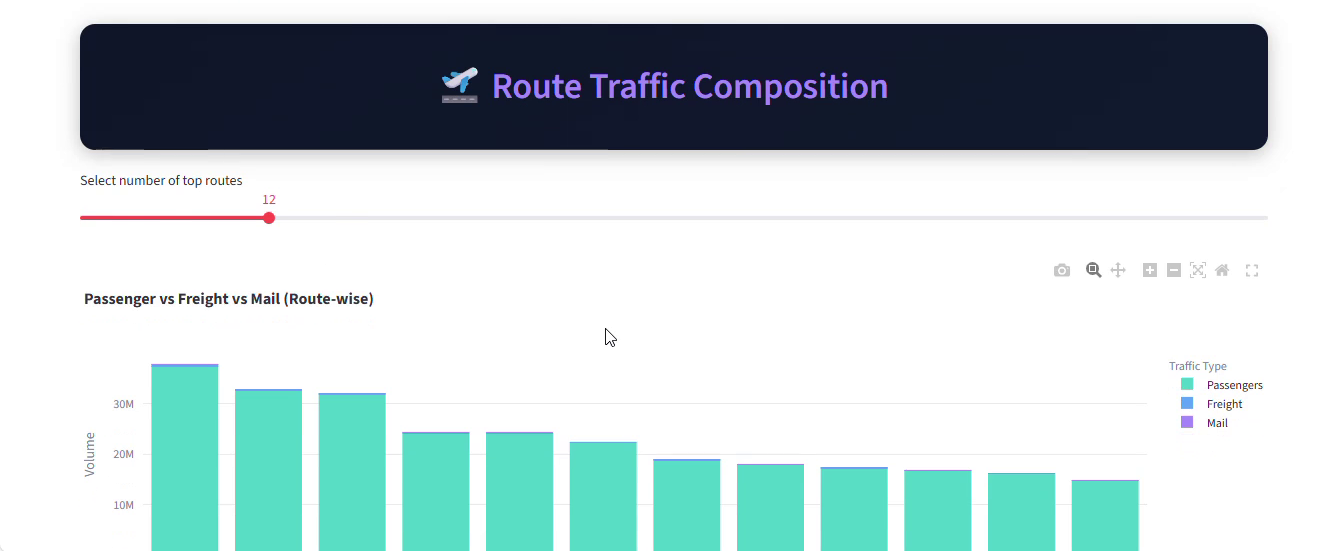 Route Traffic Composition
Select number of top routes
12
Passenger vs Freight vs Mail (Route-wise)
Traffic Type
Passengers
Freight
Mail
Volume
30M
20M
10M